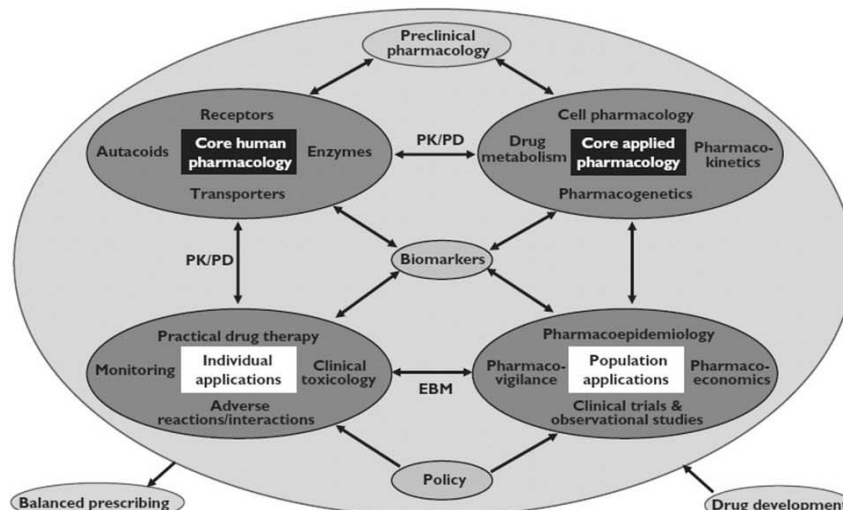 Preclinical
pharmacology
Receptors
Autacoids
Core human
pharmacology
Enzymes
Transporters
PK/PD
Cell pharmacology
Drug
metabolism
Core applied
pharmacology
Pharmaco-
kinetics
Pharmacogenetics
PK/PD
Biomarkers
Practical drug therapy
Monitoring
Individual
applications
Clinical
toxicology
Adverse
reactions/interactions
EBM
Pharmacoepidemiology
Pharmaco-
vigilance
Population
applications
Pharmaco-
economics
Clinical trials &
observational studies
Policy
Balanced prescribing
Drug development